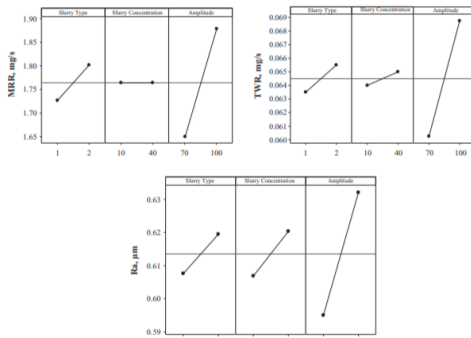 Slurry Type Slurry Concentration Amplitude
MRR, mg/s
1.90
1.85
1.80
1.75
1.70
1.65
1 2 10 40 70 100
Slurry Type Slurry Concentration Amplitude
TWR, mg/s
0.069
0.068
0.067
0.066
0.065
0.064
0.063
0.062
0.061
0.060
1 2 10 40 70 100
Slurry Type Slurry Concentration Amplitude
Ra, µm
0.63
0.62
0.61
0.60
0.59